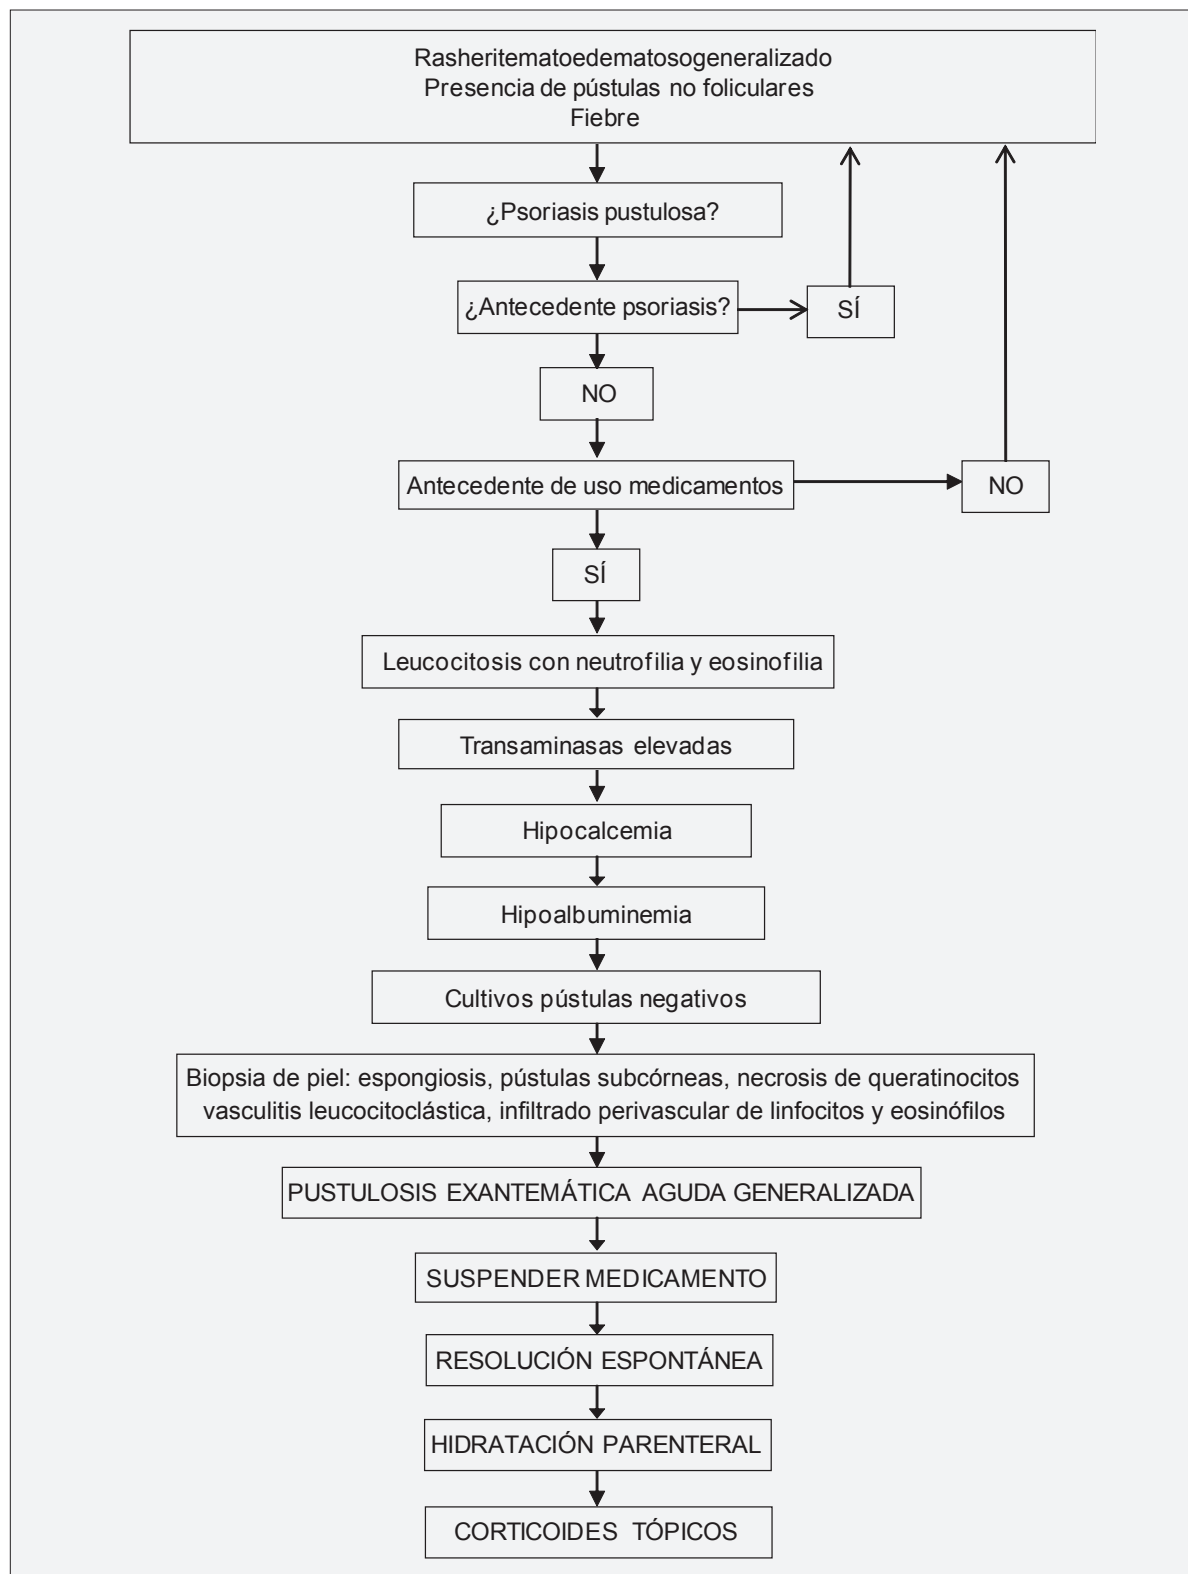 Rasheritematoedematosogeneralizado
Presencia de pústulas no foliculares
Fiebre
¿Psoriasis pustulosa?
¿Antecedente psoriasis?
SÍ
NO
Antecedente de uso medicamentos
NO
SÍ
Leucocitosis con neutrofilia y eosinofilia
Transaminasas elevadas
Hipocalcemia
Hipoalbuminemia
Cultivos pústulas negativos
Biopsia de piel: espongiosis, pústulas subcórneas, necrosis de queratinocitos
vasculitis leucocitoclástica, infiltrado perivascular de linfocitos y eosinófilos
PUSTULOSIS EXANTEMÁTICA AGUDA GENERALIZADA
SUSPENDER MEDICAMENTO
RESOLUCIÓN ESPONTÁNEA
HIDRATACIÓN PARENTERAL
CORTICOIDES TÓPICOS